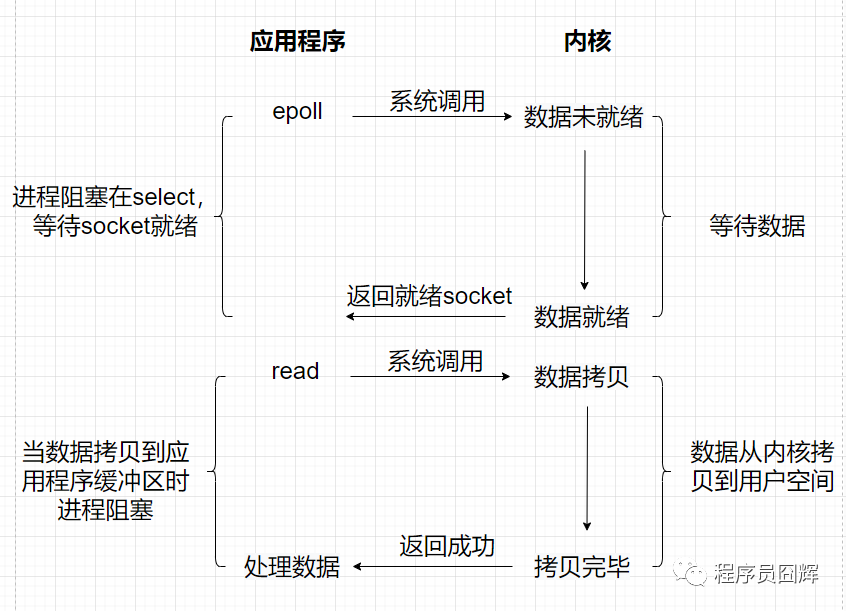 应用程序
内核
epoll
系统调用
数据未就绪
进程阻塞在select，
等待socket就绪
等待数据
返回就绪socket
数据就绪
read
系统调用
数据拷贝
当数据拷贝到应
用程序缓冲区时
进程阻塞
数据从内核拷
贝到用户空间
处理数据
返回成功
拷贝完毕
程序员囧辉